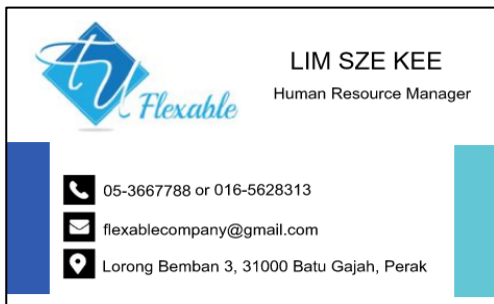 Flexable
LIM SZE KEE
Human Resource Manager
05-3667788 or 016-5628313
flexablecompany@gmail.com
Lorong Bemban 3, 31000 Batu Gajah, Perak